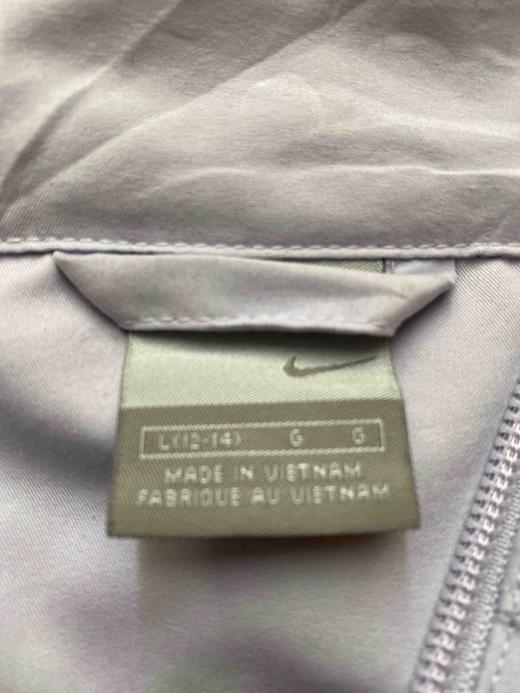 L(12-14) G G
MADE IN VIETNAM
FABRIQUE AU VIETNAM